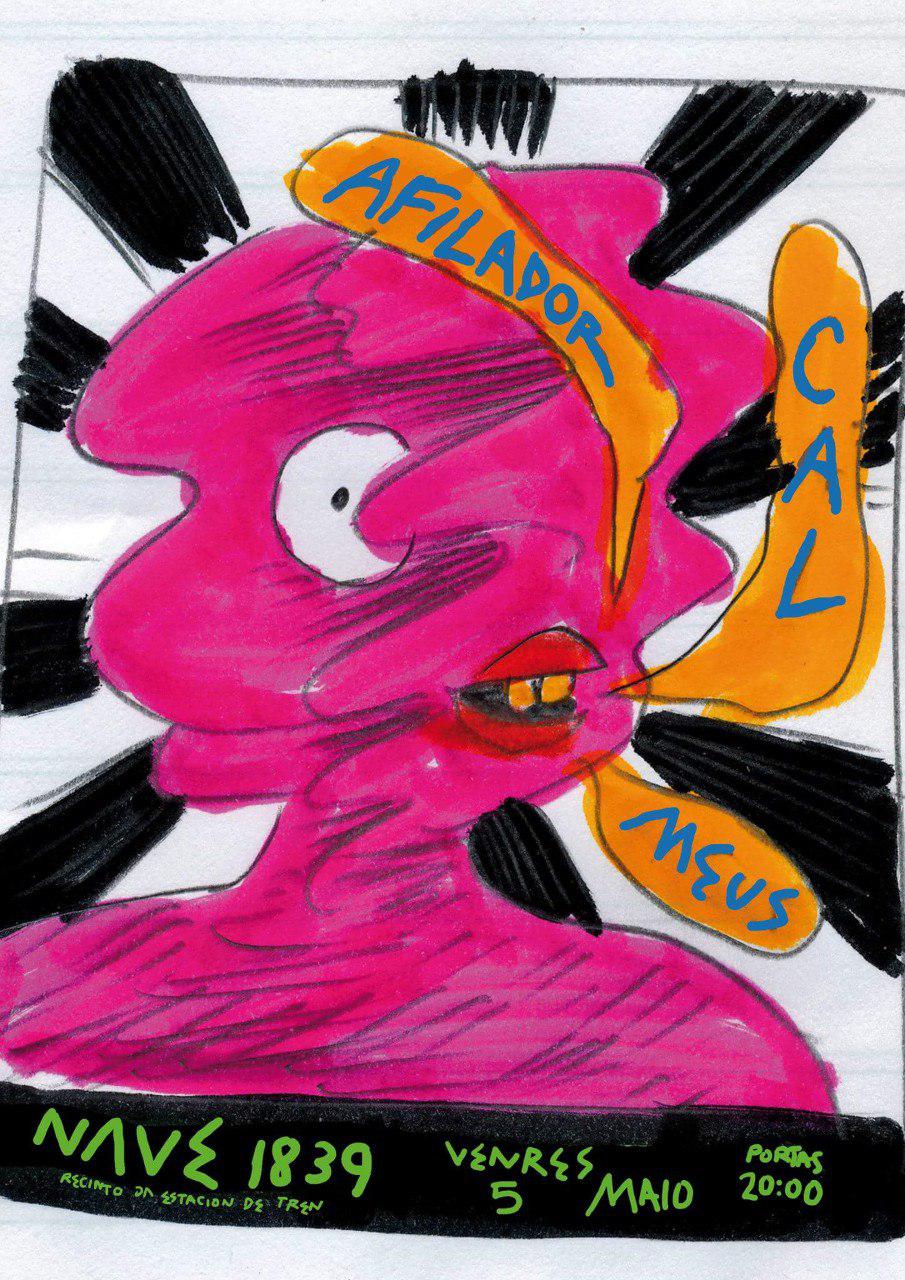 AFILADOR
CAL
MEUS
NAVE 1839
RECINTO DA ESTACION DE TREN
VENRES
5 MAIO
PORTAS
20:00